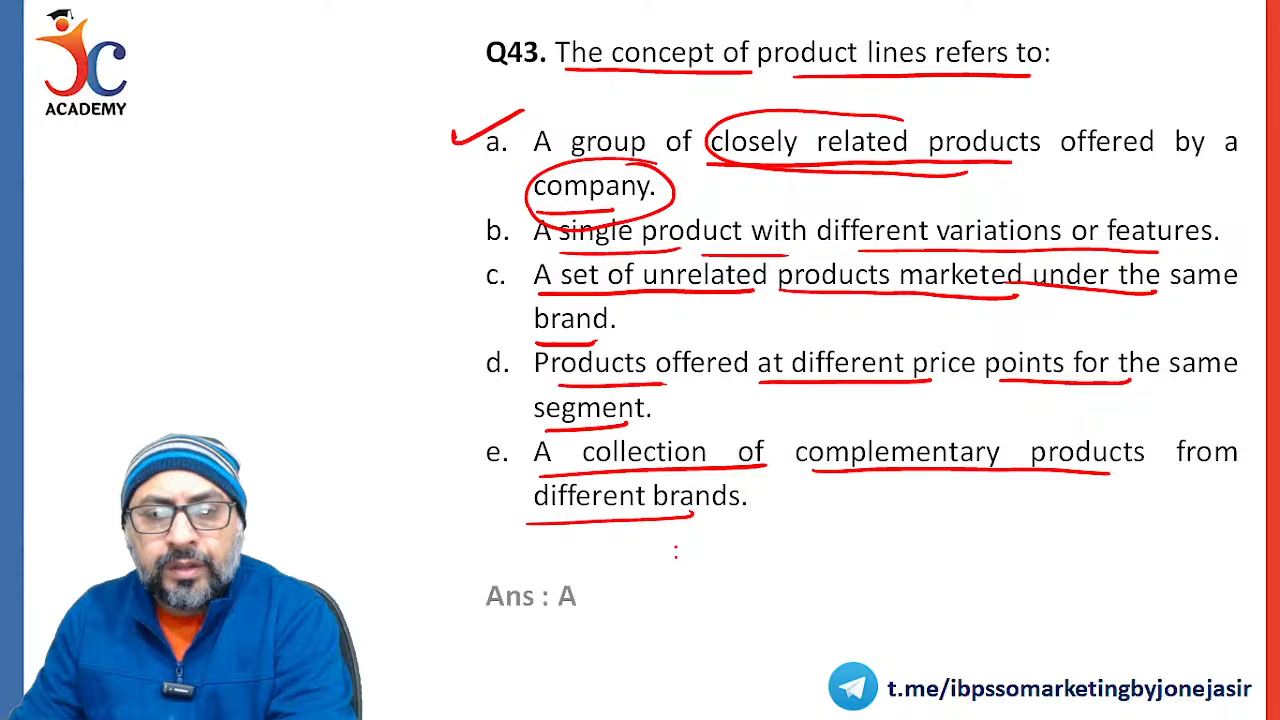 JC
ACADEMY
Q43. The concept of product lines refers to:
a. A group of closely related products offered by a
company.
b. A single product with different variations or features.
c. A set of unrelated products marketed under the same
brand.
d. Products offered at different price points for the same
segment.
e. A collection of complementary products from
different brands.
:
Ans : A
t.me/ibpssomarketingbyjonejasir